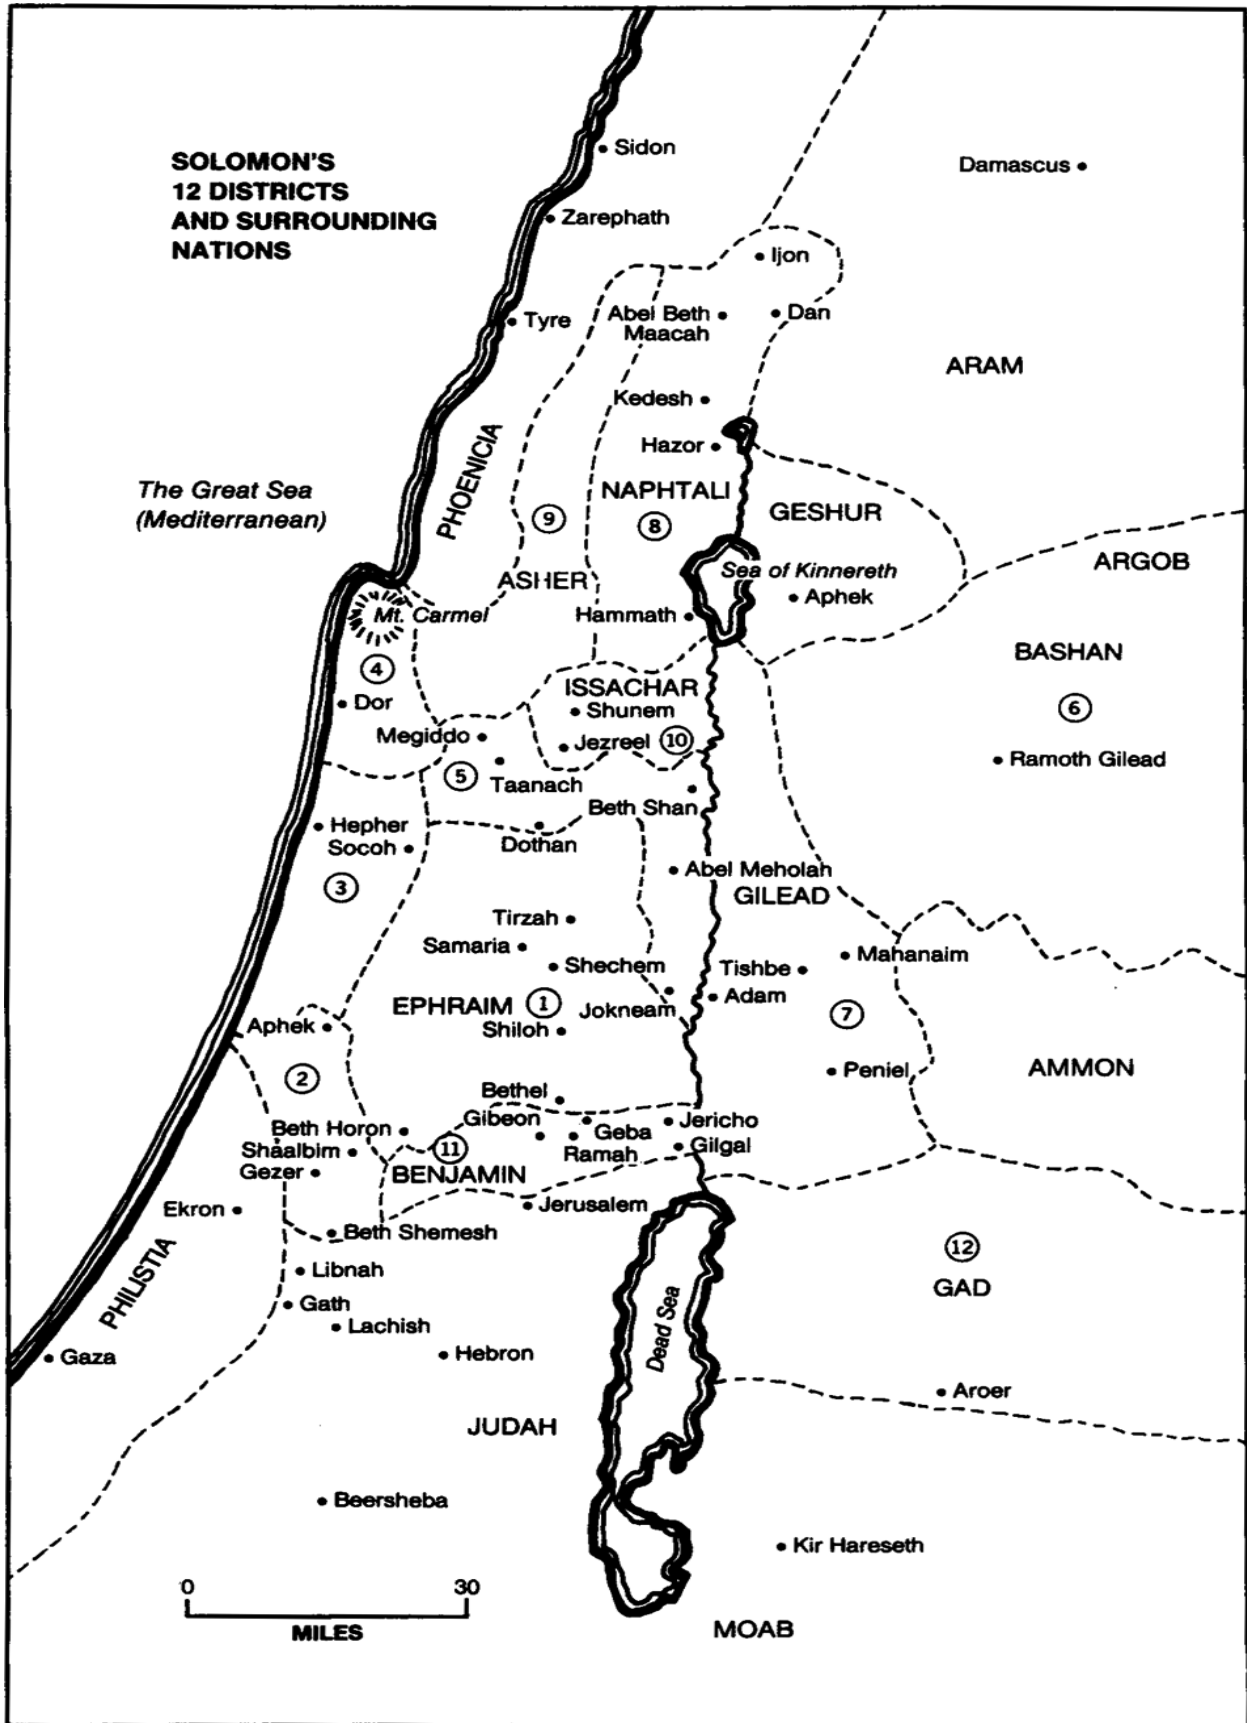 SOLOMON'S
12 DISTRICTS
AND SURROUNDING
NATIONS
Sidon
Damascus
Zarephath
Ijon
Tyre
Abel Beth
Maacah
Dan
ARAM
Kedesh
Hazor
PHOENICIA
The Great Sea
(Mediterranean)
NAPHTALI
8
9
GESHUR
ARGOB
ASHER
Sea of Kinnereth
Aphek
Mt. Carmel
Hammath
BASHAN
4
ISSACHAR
6
Dor
Shunem
Megiddo
Jezreel
10
5
Taanach
Ramoth Gilead
Beth Shan
Hepher
Socoh
Dothan
3
Abel Meholah
GILEAD
Tirzah
Samaria
Shechem
Mahanaim
Tishbe
EPHRAIM
1
Jokneam
Adam
7
Aphek
Shiloh
2
Peniel
AMMON
Bethel
Gibeon
Jericho
Beth Horon
Geba
Shaalbim
11
Ramah
Gilgal
Gezer
BENJAMIN
Ekron
Jerusalem
Beth Shemesh
12
PHILISTIA
Libnah
GAD
Gath
Lachish
Dead Sea
Gaza
Hebron
Aroer
JUDAH
Beersheba
Kir Hareseth
0
30
MILES
MOAB